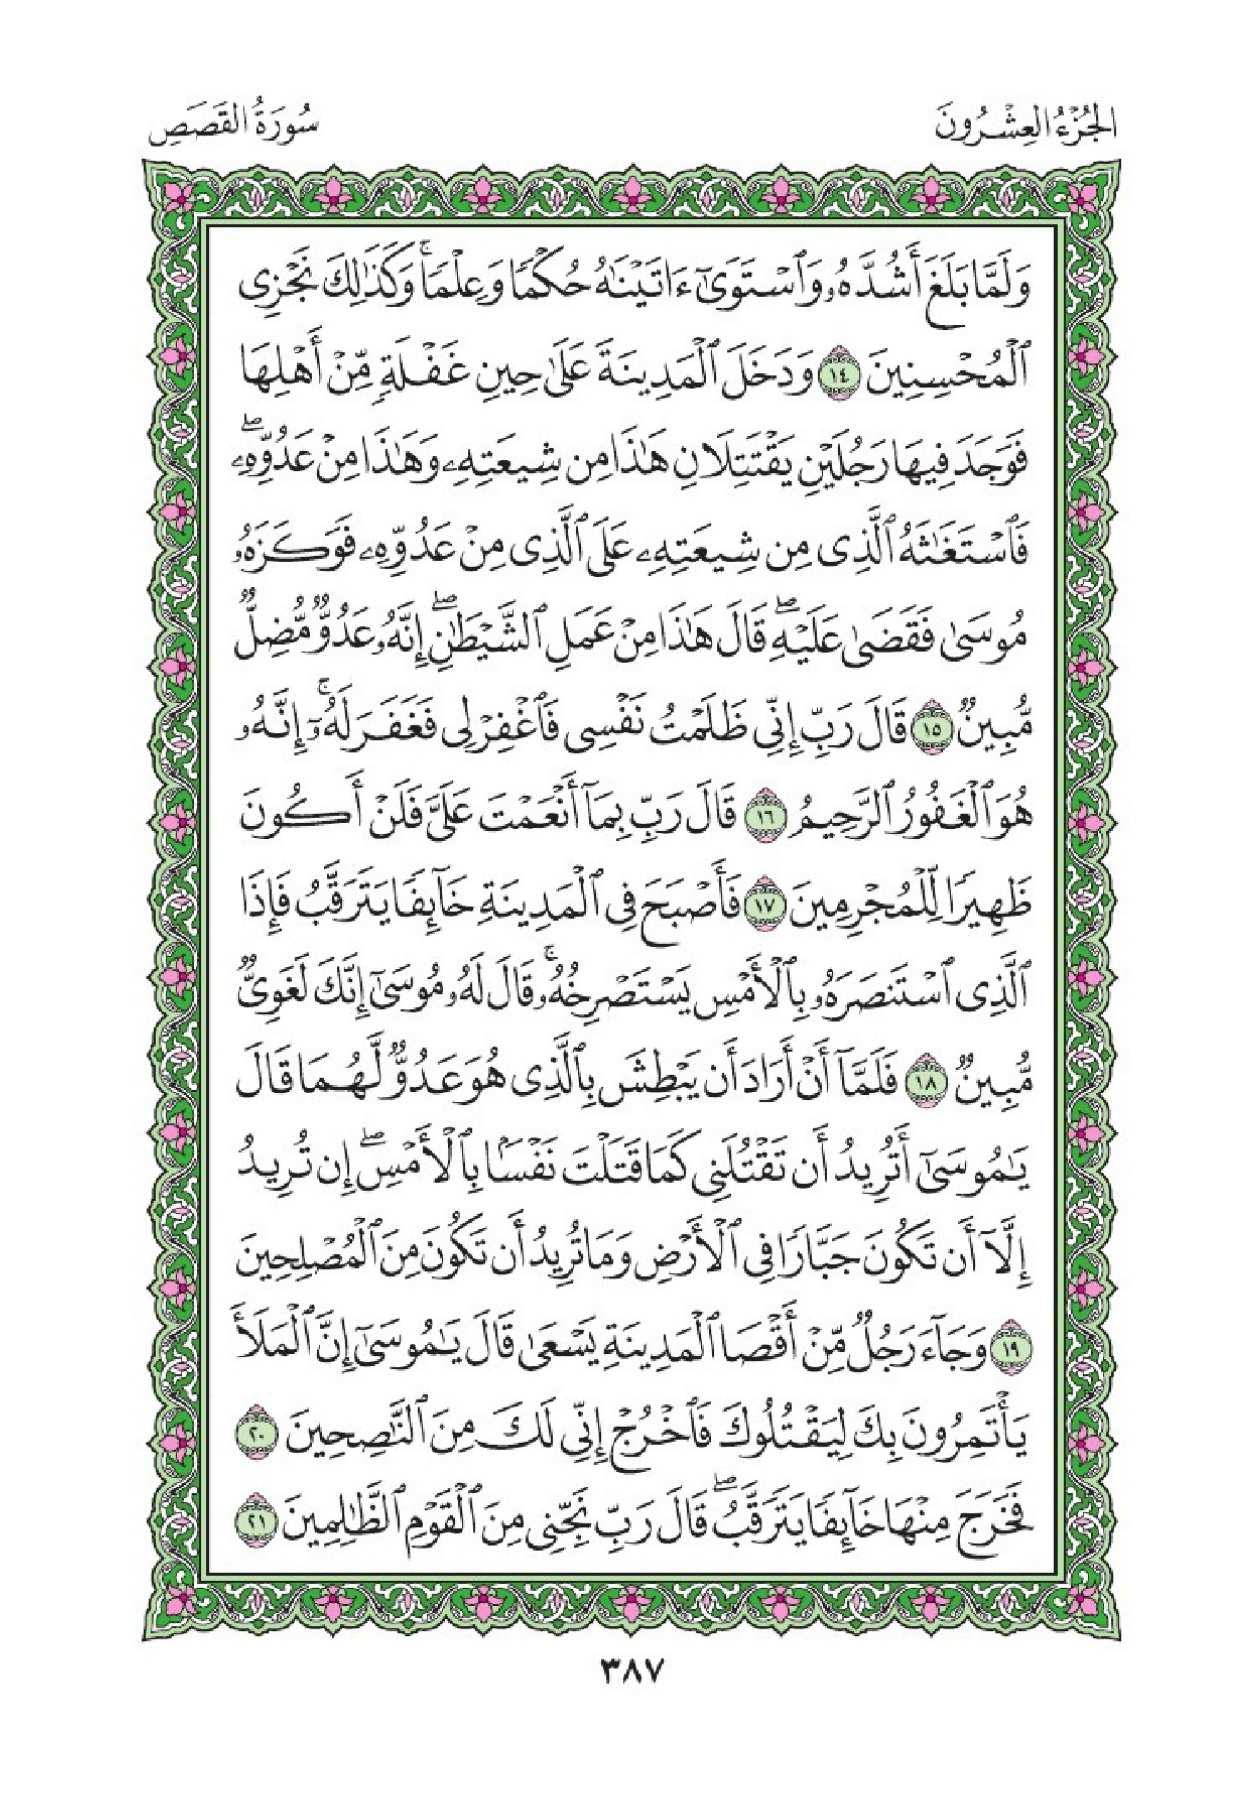 الجُزْءُ العِشْرُونَ
سُورَةُ القَصَصِ
وَلَمَّا بَلَغَ أَشُدَّهُۥ وَٱسْتَوَىٰٓ ءَاتَيْنَٰهُ حُكْمًا وَعِلْمًاۚ وَكَذَٰلِكَ نَجْزِى
ٱلْمُحْسِنِينَ ١٤ وَدَخَلَ ٱلْمَدِينَةَ عَلَىٰ حِينِ غَفْلَةٍ مِّنْ أَهْلِهَا
فَوَجَدَ فِيهَا رَجُلَيْنِ يَقْتَتِلَانِ هَٰذَا مِن شِيعَتِهِۦ وَهَٰذَا مِنْ عَدُوِّهِۦۖ
فَٱسْتَغَٰثَهُ ٱلَّذِى مِن شِيعَتِهِۦ عَلَى ٱلَّذِى مِنْ عَدُوِّهِۦ فَوَكَزَهُۥ
مُوسَىٰ فَقَضَىٰ عَلَيْهِۖ قَالَ هَٰذَا مِنْ عَمَلِ ٱلشَّيْطَٰنِۖ إِنَّهُۥ عَدُوٌّ مُّضِلٌّ
مُّبِينٌ ١٥ قَالَ رَبِّ إِنِّى ظَلَمْتُ نَفْسِى فَٱغْفِرْ لِى فَغَفَرَ لَهُۥٓۚ إِنَّهُۥ
هُوَ ٱلْغَفُورُ ٱلرَّحِيمُ ١٦ قَالَ رَبِّ بِمَآ أَنْعَمْتَ عَلَىَّ فَلَنْ أَكُونَ
ظَهِيرًا لِّلْمُجْرِمِينَ ١٧ فَأَصْبَحَ فِى ٱلْمَدِينَةِ خَآئِفًا يَتَرَقَّبُ فَإِذَا
ٱلَّذِى ٱسْتَنصَرَهُۥ بِٱلْأَمْسِ يَسْتَصْرِخُهُۥۚ قَالَ لَهُۥ مُوسَىٰٓ إِنَّكَ لَغَوِىٌّ
مُّبِينٌ ١٨ فَلَمَّآ أَنْ أَرَادَ أَن يَبْطِشَ بِٱلَّذِى هُوَ عَدُوٌّ لَّهُمَا قَالَ
يَٰمُوسَىٰٓ أَتُرِيدُ أَن تَقْتُلَنِى كَمَا قَتَلْتَ نَفْسًۢا بِٱلْأَمْسِۖ إِن تُرِيدُ
إِلَّآ أَن تَكُونَ جَبَّارًا فِى ٱلْأَرْضِ وَمَا تُرِيدُ أَن تَكُونَ مِنَ ٱلْمُصْلِحِينَ
١٩ وَجَآءَ رَجُلٌ مِّنْ أَقْصَا ٱلْمَدِينَةِ يَسْعَىٰ قَالَ يَٰمُوسَىٰٓ إِنَّ ٱلْمَلَأَ
يَأْتَمِرُونَ بِكَ لِيَقْتُلُوكَ فَٱخْرُجْ إِنِّى لَكَ مِنَ ٱلنَّٰصِحِينَ ٢٠
فَخَرَجَ مِنْهَا خَآئِفًا يَتَرَقَّبُۖ قَالَ رَبِّ نَجِّنِى مِنَ ٱلْقَوْمِ ٱلظَّٰلِمِينَ ٢١
٣٨٧